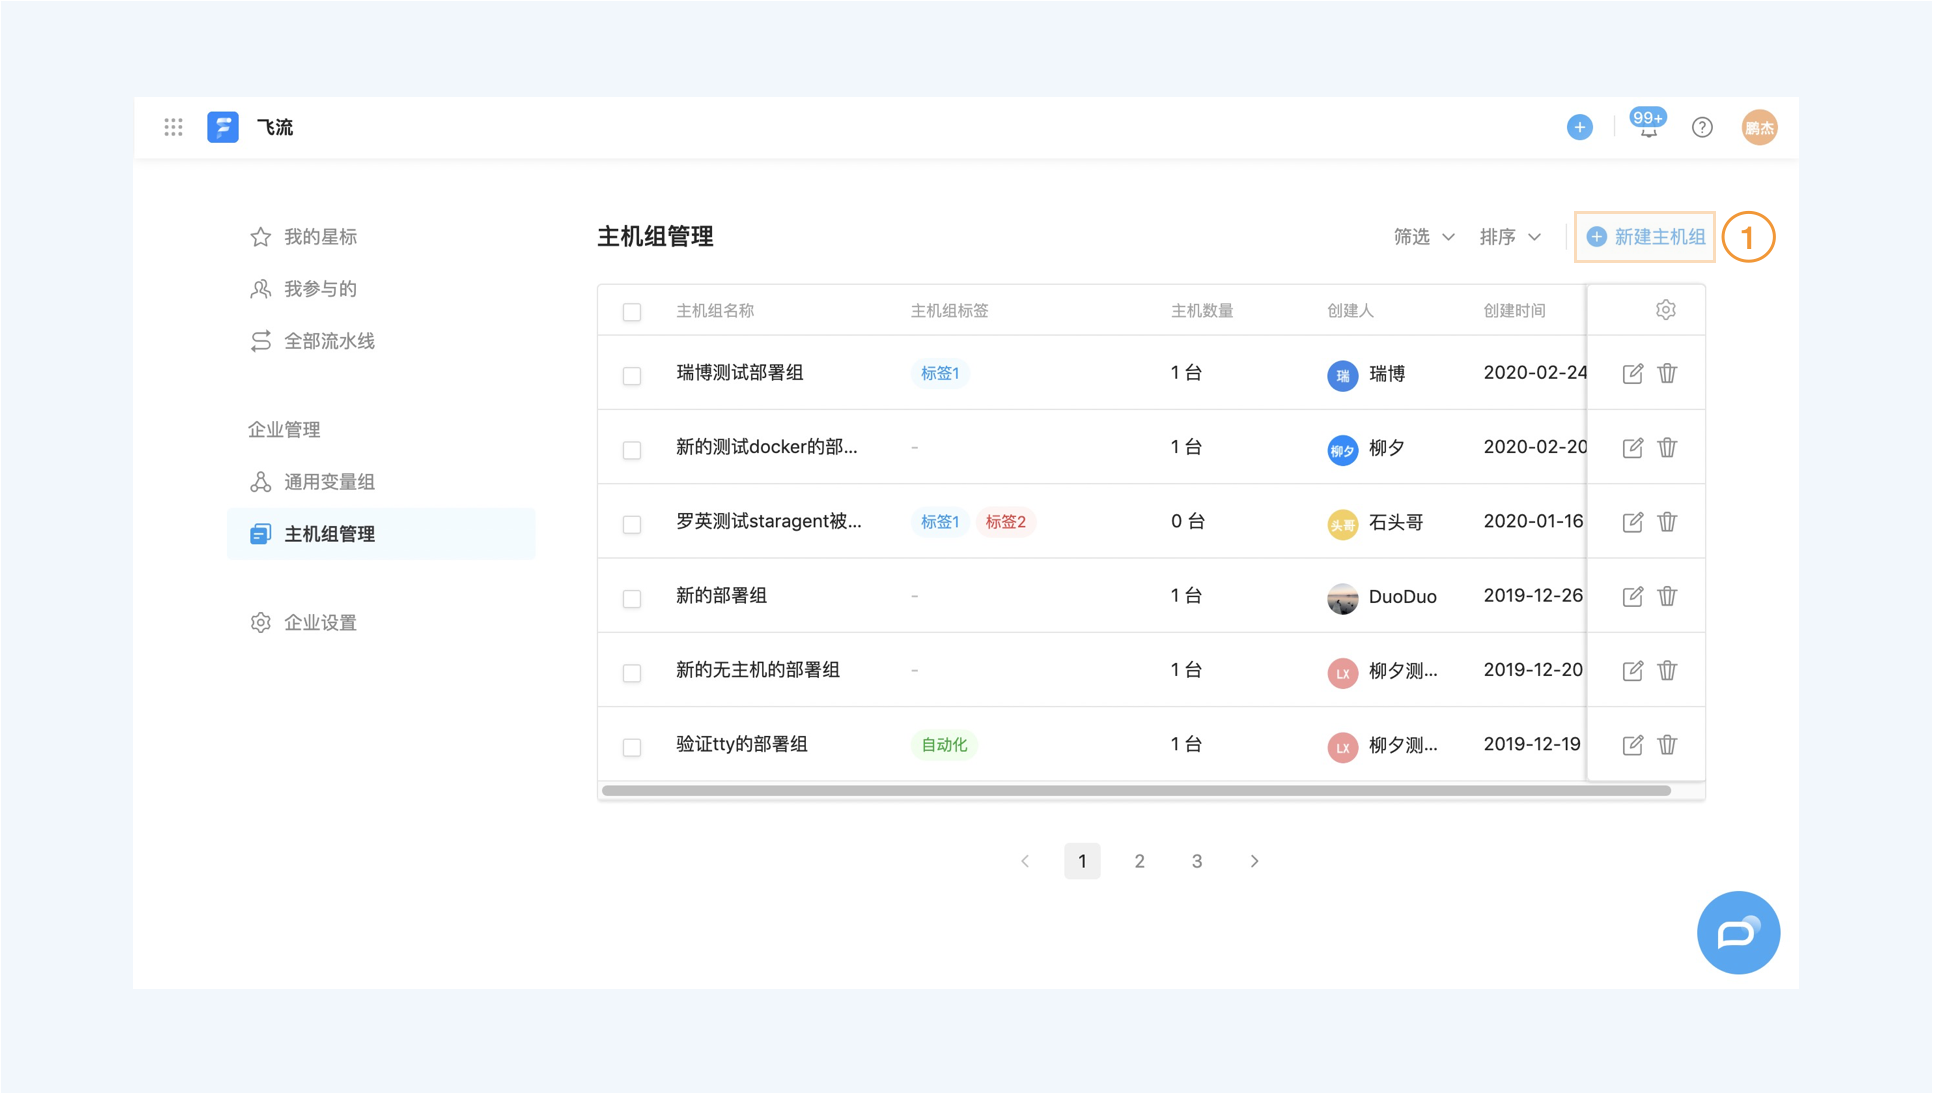 飞流
99+
鹏杰
我的星标
我参与的
全部流水线
企业管理
通用变量组
主机组管理
企业设置
主机组管理
筛选
排序
新建主机组
1
主机组名称 主机组标签 主机数量 创建人 创建时间
瑞博测试部署组 标签1 1 台 瑞 瑞博 2020-02-24
新的测试docker的部... - 1 台 柳夕 柳夕 2020-02-20
罗英测试staragent被... 标签1 标签2 0 台 头哥 石头哥 2020-01-16
新的部署组 - 1 台 DuoDuo 2019-12-26
新的无主机的部署组 - 1 台 LX 柳夕测... 2019-12-20
验证tty的部署组 自动化 1 台 LX 柳夕测... 2019-12-19
1 2 3